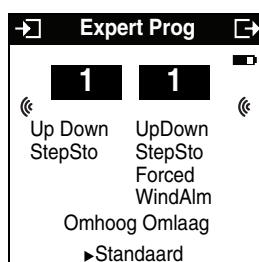 Expert Prog
1 1
Up Down UpDown
StepSto StepSto
Forced
WindAlm
Omhoog Omlaag
▸Standaard